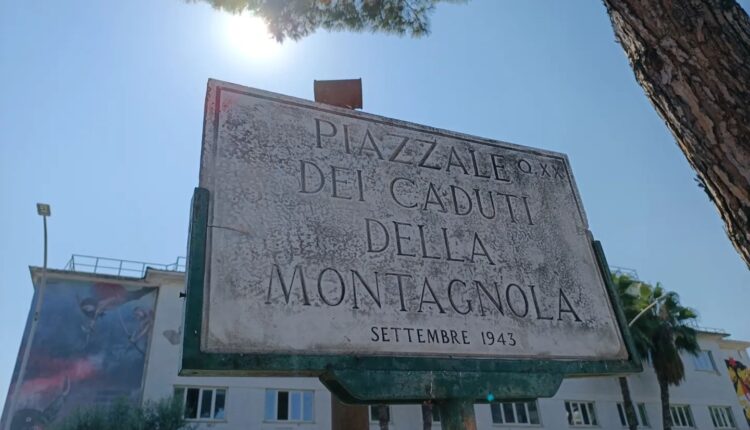 PIAZZALE Q.XX
DEI CADUTI
DELLA
MONTAGNOLA
SETTEMBRE 1943